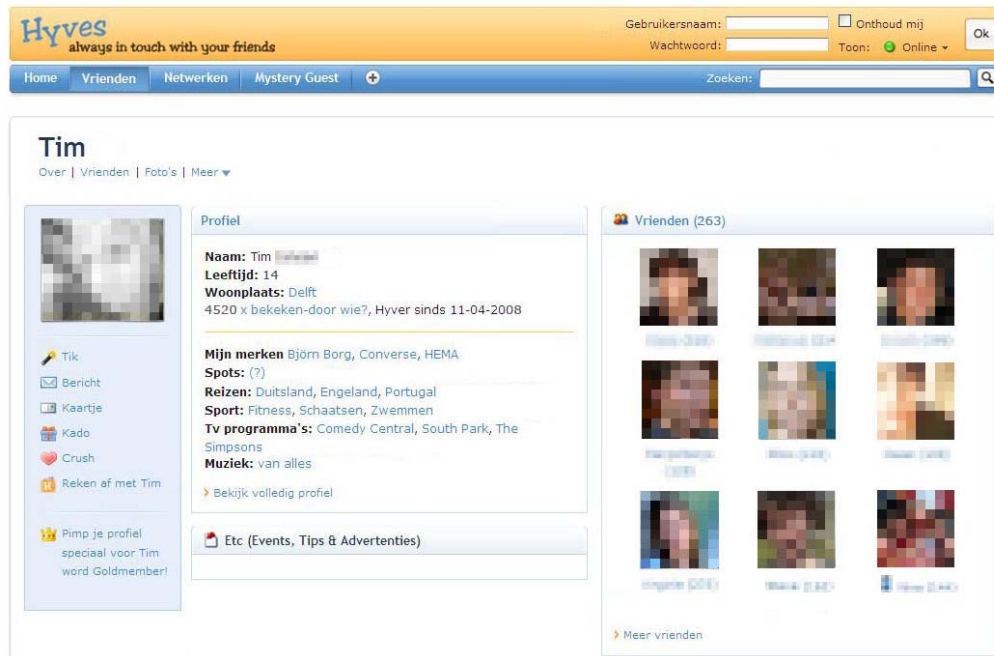 Hyves
always in touch with your friends
Gebruikersnaam:
Onthoud mij
Wachtwoord:
Toon: Online
Ok
Home Vrienden Netwerken Mystery Guest
Zoeken:
Tim
Over | Vrienden | Foto's | Meer
Tik
Bericht
Kaartje
Kado
Crush
Reken af met Tim
Pimp je profiel
speciaal voor Tim
word Goldmember!
Profiel
Naam: Tim
Leeftijd: 14
Woonplaats: Delft
4520 x bekeken-door wie?, Hyver sinds 11-04-2008
Mijn merken Björn Borg, Converse, HEMA
Spots: (?)
Reizen: Duitsland, Engeland, Portugal
Sport: Fitness, Schaatsen, Zwemmen
Tv programma's: Comedy Central, South Park, The
Simpsons
Muziek: van alles
Bekijk volledig profiel
Etc (Events, Tips & Advertenties)
Vrienden (263)
Meer vrienden